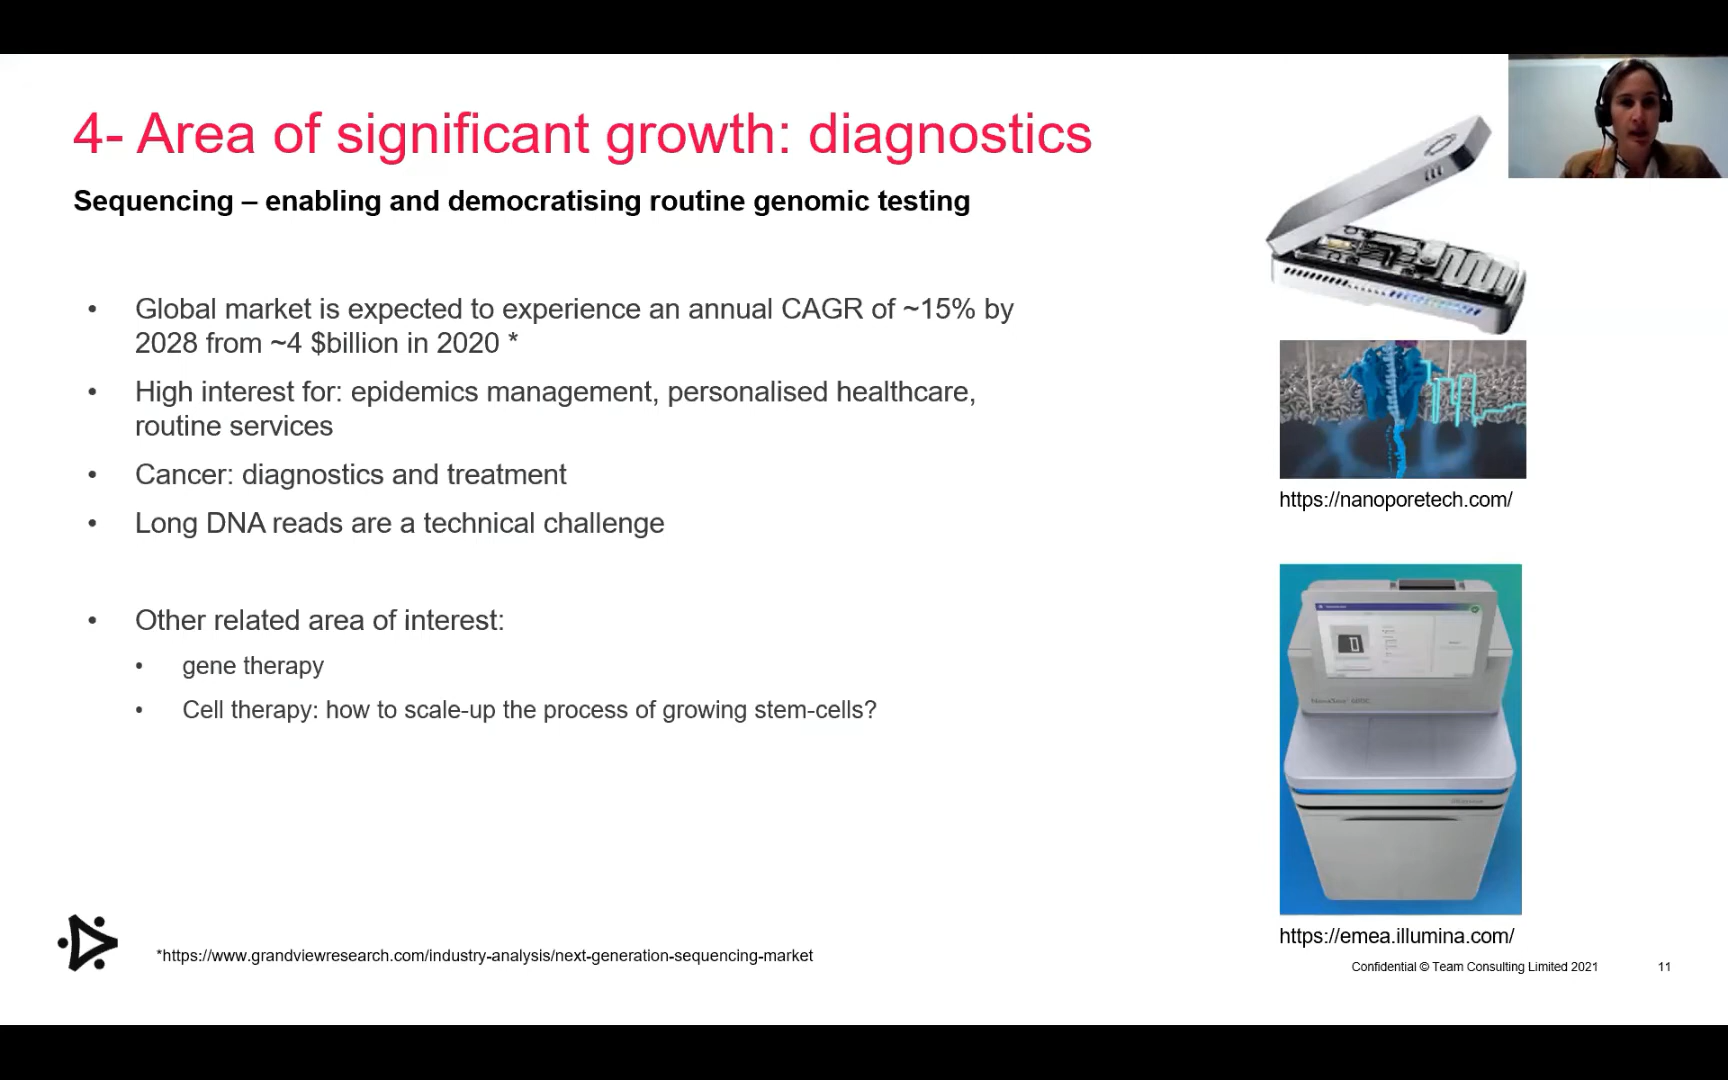 4- Area of significant growth: diagnostics
Sequencing – enabling and democratising routine genomic testing
• Global market is expected to experience an annual CAGR of ~15% by
2028 from ~4 $billion in 2020 *
• High interest for: epidemics management, personalised healthcare,
routine services
• Cancer: diagnostics and treatment
• Long DNA reads are a technical challenge
• Other related area of interest:
• gene therapy
• Cell therapy: how to scale-up the process of growing stem-cells?
https://nanoporetech.com/
https://emea.illumina.com/
*https://www.grandviewresearch.com/industry-analysis/next-generation-sequencing-market
Confidential © Team Consulting Limited 2021
11